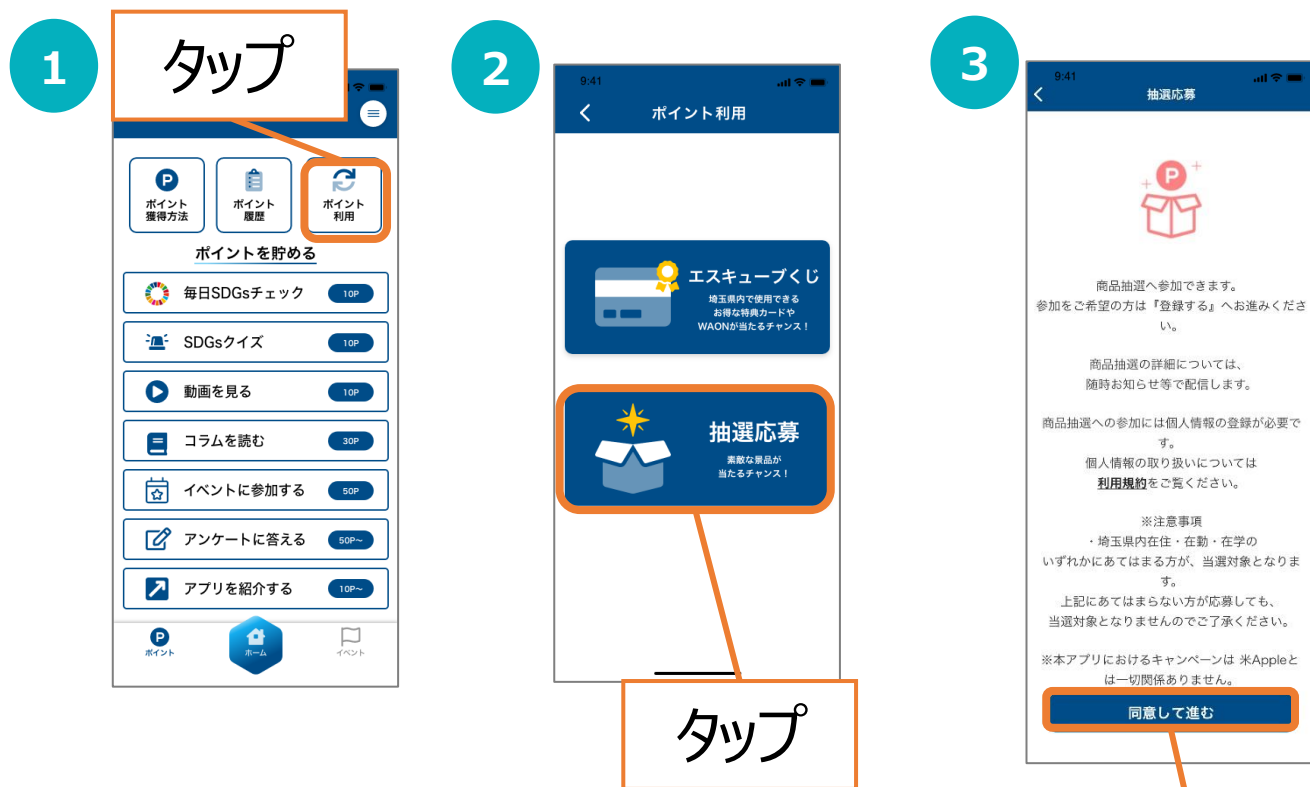 1
タップ
ポイント
獲得方法
ポイント
履歴
ポイント
利用
ポイントを貯める
毎日SDGsチェック
10P
SDGsクイズ
10P
動画を見る
10P
コラムを読む
30P
イベントに参加する
50P
アンケートに答える
50P~
アプリを紹介する
10P~
ポイント
ホーム
イベント
2
9:41
ポイント利用
エスキューブくじ
埼玉県内で使用できる
お得な特典カードや
WAONが当たるチャンス！
抽選応募
素敵な景品が
当たるチャンス！
タップ
3
9:41
抽選応募
商品抽選へ参加できます。
参加をご希望の方は『登録する』へお進みくださ
い。
商品抽選の詳細については、
随時お知らせ等で配信します。
商品抽選への参加には個人情報の登録が必要で
す。
個人情報の取り扱いについては
利用規約をご覧ください。
※注意事項
・埼玉県内在住・在勤・在学の
いずれかにあてはまる方が、当選対象となりま
す。
上記にあてはまらない方が応募しても、
当選対象となりませんのでご了承ください。
※本アプリにおけるキャンペーンは 米Appleと
は一切関係ありません。
同意して進む